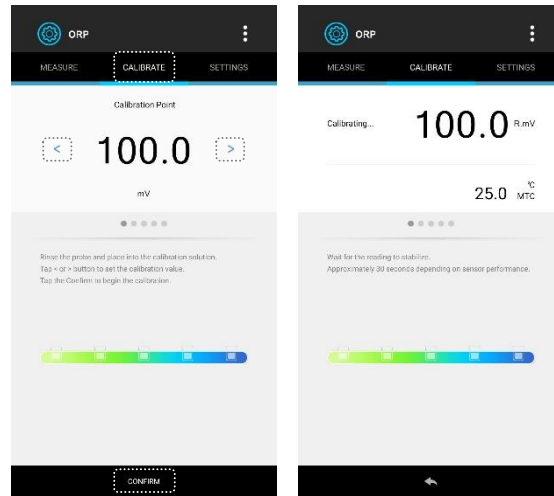 ORP
MEASURE CALIBRATE SETTINGS
Calibration Point
< 100.0 >
mV
Rinse the probe and place into the calibration solution.
Tap < or > button to set the calibration value.
Tap the Confirm to begin the calibration.
CONFIRM
ORP
MEASURE CALIBRATE SETTINGS
Calibrating... 100.0 R.mV
25.0 °C MTC
Wait for the reading to stabilize.
Approximately 30 seconds depending on sensor performance.